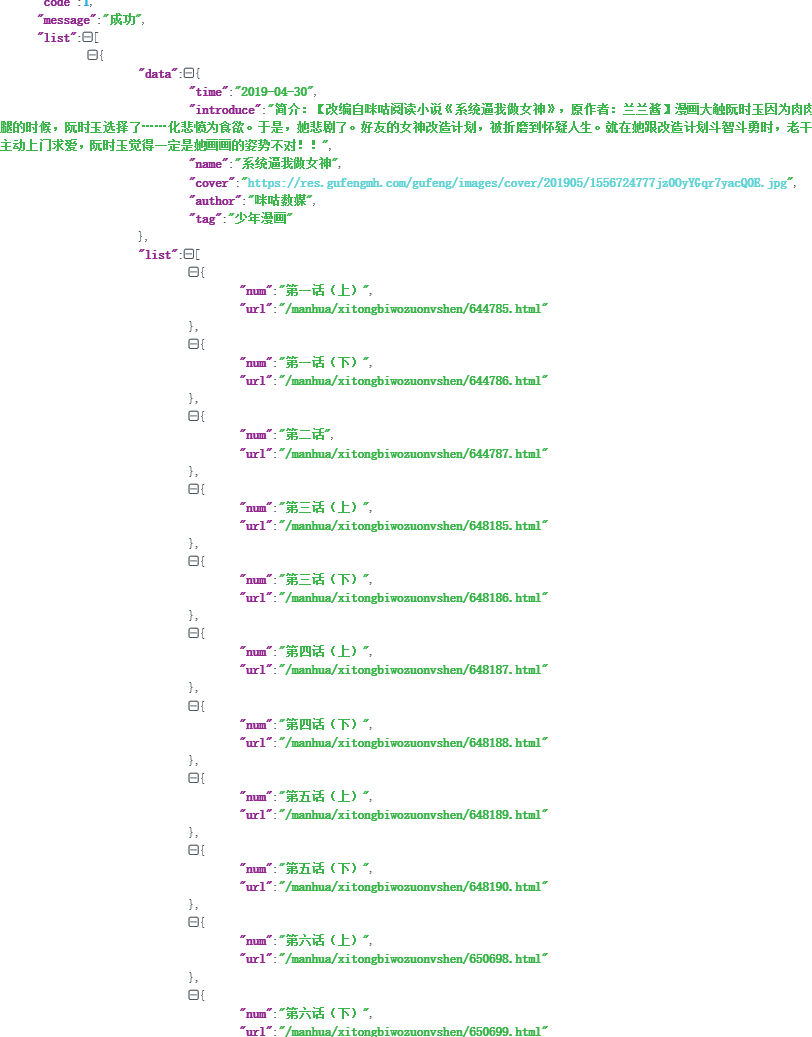 "code":1,
"message":"成功",
"list":[
{
"data":{
"time":"2019-04-30",
"introduce":"简介:【改编自咪咕阅读小说《系统逼我做女神》,原作者:兰兰酱】漫画大触阮时玉因为肉肉
腿的时候,阮时玉选择了……化悲愤为食欲。于是,她悲剧了。好友的女神改造计划,被折磨到怀疑人生。就在她跟改造计划斗智斗勇时,老干
主动上门求爱,阮时玉觉得一定是她画画的姿势不对!!",
"name":"系统逼我做女神",
"cover":"https://res.gufengmh.com/gufeng/images/cover/201905/1556724777jz0OyYGqr7yacQ0E.jpg",
"author":"咪咕数媒",
"tag":"少年漫画"
},
"list":[
{
"num":"第一话(上)",
"url":"/manhua/xitongbiwozuonvshen/644785.html"
},
{
"num":"第一话(下)",
"url":"/manhua/xitongbiwozuonvshen/644786.html"
},
{
"num":"第二话",
"url":"/manhua/xitongbiwozuonvshen/644787.html"
},
{
"num":"第三话(上)",
"url":"/manhua/xitongbiwozuonvshen/648185.html"
},
{
"num":"第三话(下)",
"url":"/manhua/xitongbiwozuonvshen/648186.html"
},
{
"num":"第四话(上)",
"url":"/manhua/xitongbiwozuonvshen/648187.html"
},
{
"num":"第四话(下)",
"url":"/manhua/xitongbiwozuonvshen/648188.html"
},
{
"num":"第五话(上)",
"url":"/manhua/xitongbiwozuonvshen/648189.html"
},
{
"num":"第五话(下)",
"url":"/manhua/xitongbiwozuonvshen/648190.html"
},
{
"num":"第六话(上)",
"url":"/manhua/xitongbiwozuonvshen/650698.html"
},
{
"num":"第六话(下)",
"url":"/manhua/xitongbiwozuonvshen/650699.html"